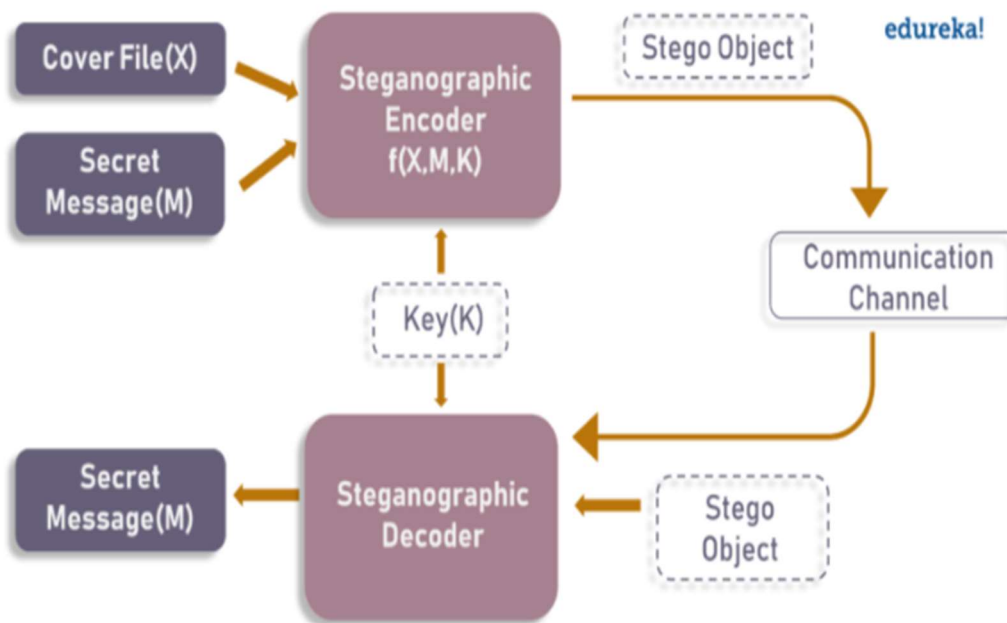 edureka!
Cover File(X)
Steganographic
Encoder
f(X,M,K)
Stego Object
Secret
Message(M)
Communication
Channel
Key(K)
Secret
Message(M)
Steganographic
Decoder
Stego
Object